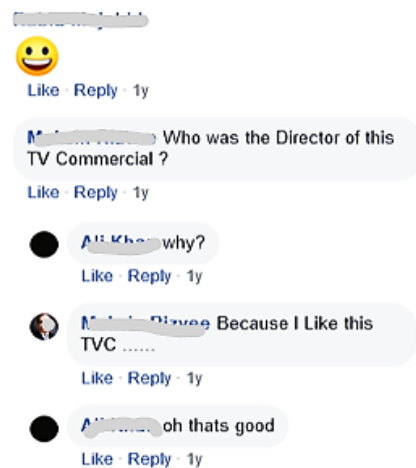 Like · Reply · 1y
Who was the Director of this
TV Commercial ?
Like · Reply · 1y
why?
Like · Reply · 1y
Because I Like this
TVC ......
Like · Reply · 1y
oh thats good
Like · Reply · 1y